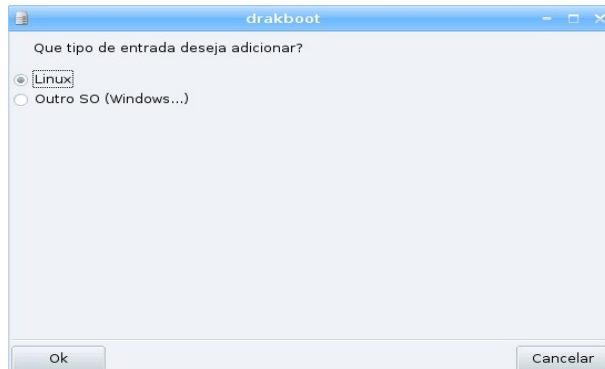 drakboot
Que tipo de entrada deseja adicionar?
Linux
Outro SO (Windows...)
Ok
Cancelar